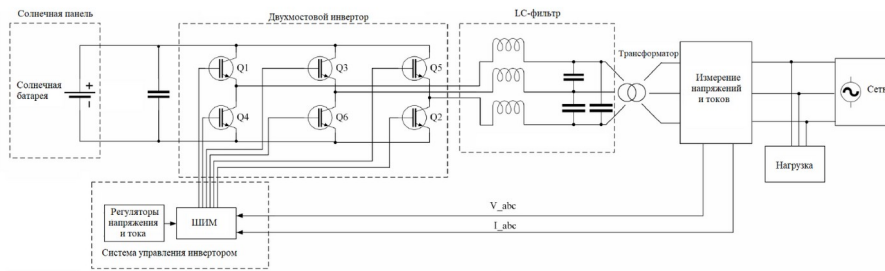 Солнечная панель
Двухмостовой инвертор
LC-фильтр
Солнечная
батарея
+
−
Q1
Q3
Q5
Q4
Q6
Q2
Трансформатор
Измерение
напряжений
и токов
Сеть
Нагрузка
Регуляторы
напряжения
и тока
ШИМ
V_abc
I_abc
Система управления инвертором